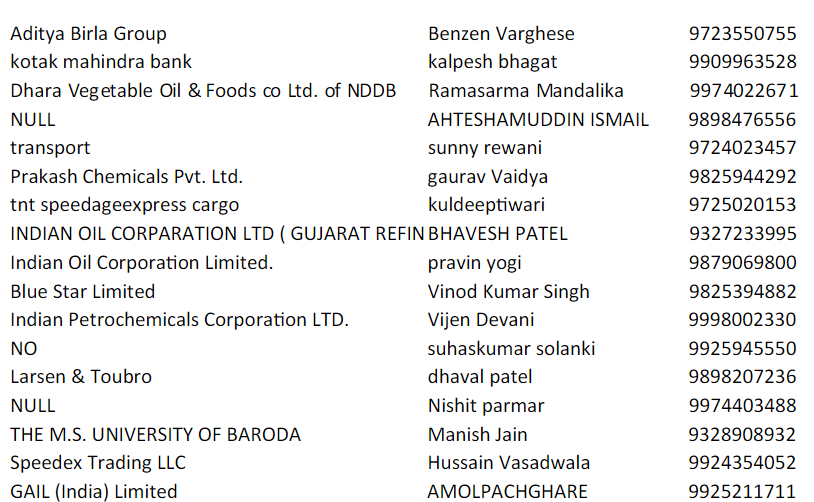 Aditya Birla Group Benzen Varghese 9723550755
kotak mahindra bank kalpesh bhagat 9909963528
Dhara Vegetable Oil & Foods co Ltd. of NDDB Ramasarma Mandalika 9974022671
NULL AHTESHAMUDDIN ISMAIL 9898476556
transport sunny rewani 9724023457
Prakash Chemicals Pvt. Ltd. gaurav Vaidya 9825944292
tnt speedageexpress cargo kuldeeptiwari 9725020153
INDIAN OIL CORPARATION LTD ( GUJARAT REFIN BHAVESH PATEL 9327233995
Indian Oil Corporation Limited. pravin yogi 9879069800
Blue Star Limited Vinod Kumar Singh 9825394882
Indian Petrochemicals Corporation LTD. Vijen Devani 9998002330
NO suhaskumar solanki 9925945550
Larsen & Toubro dhaval patel 9898207236
NULL Nishit parmar 9974403488
THE M.S. UNIVERSITY OF BARODA Manish Jain 9328908932
Speedex Trading LLC Hussain Vasadwala 9924354052
GAIL (India) Limited AMOLPACHGHARE 9925211711